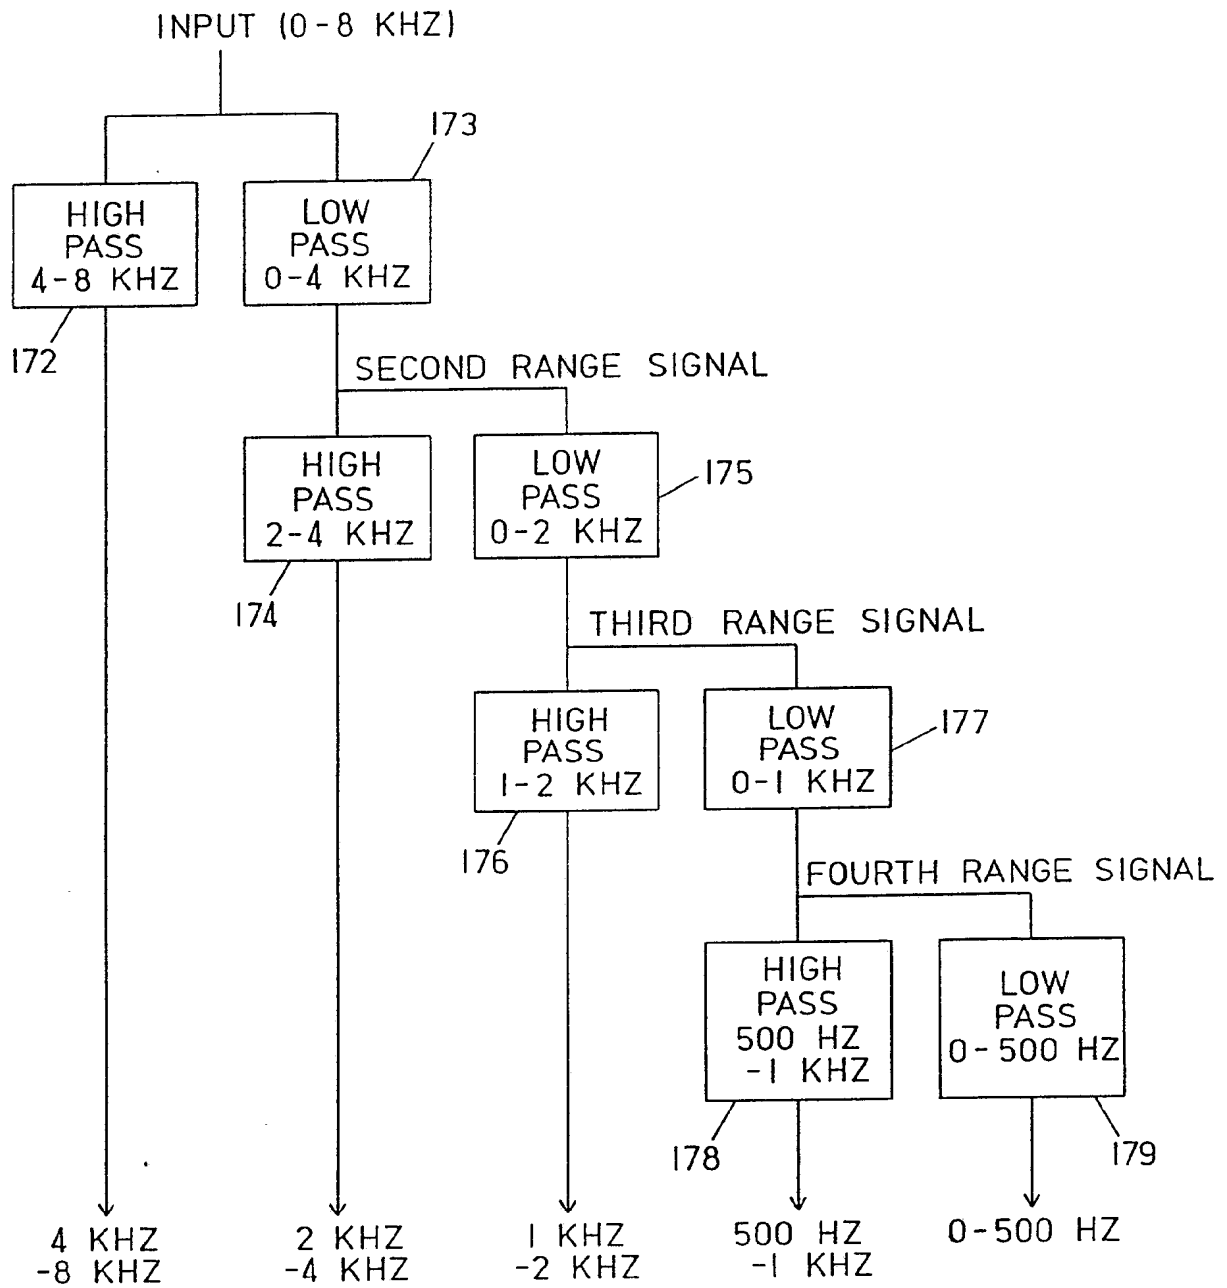 INPUT (0-8 KHZ)
173
HIGH
PASS
4-8 KHZ
LOW
PASS
0-4 KHZ
172
SECOND RANGE SIGNAL
HIGH
PASS
2-4 KHZ
LOW
PASS
0-2 KHZ
175
174
THIRD RANGE SIGNAL
HIGH
PASS
1-2 KHZ
LOW
PASS
0-1 KHZ
177
176
FOURTH RANGE SIGNAL
HIGH
PASS
500 HZ
-1 KHZ
LOW
PASS
0-500 HZ
178
179
4 KHZ
-8 KHZ
2 KHZ
-4 KHZ
1 KHZ
-2 KHZ
500 HZ
-1 KHZ
0-500 HZ